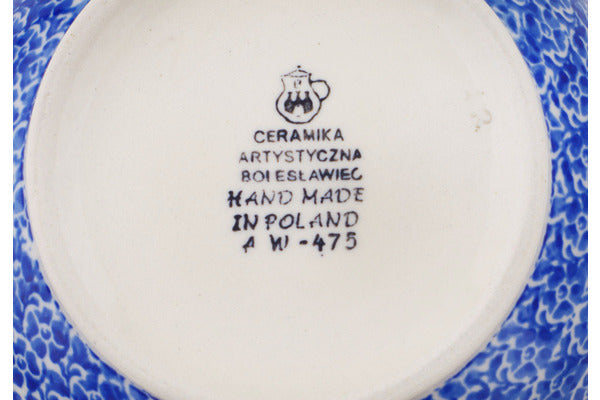 CERAMIKA
ARTYSTYCZNA
BOLESŁAWIEC
HAND MADE
IN POLAND
A W - 475